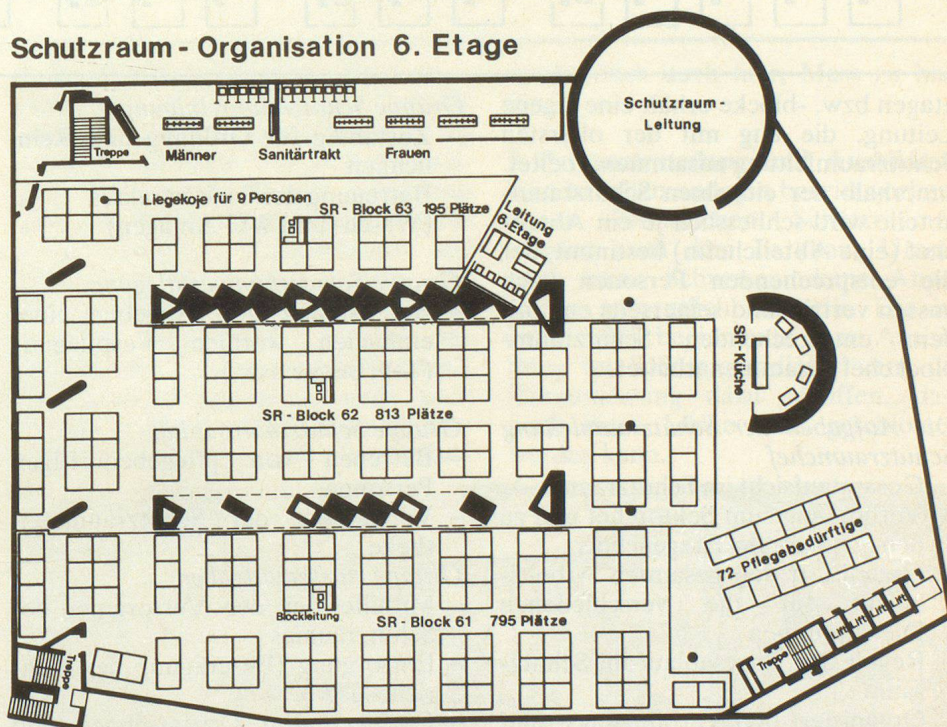 Schutzraum - Organisation 6. Etage
Schutzraum -
Leitung
Treppe
Männer
Sanitärtrakt
Frauen
Liegekoje für 9 Personen
SR - Block 63 195 Plätze
Leitung
6. Etage
SR-Küche
SR - Block 62 813 Plätze
72 Pflegebedürftige
Blockleitung
SR - Block 61 795 Plätze
Treppe
Treppe
Lift
Lift
Lift